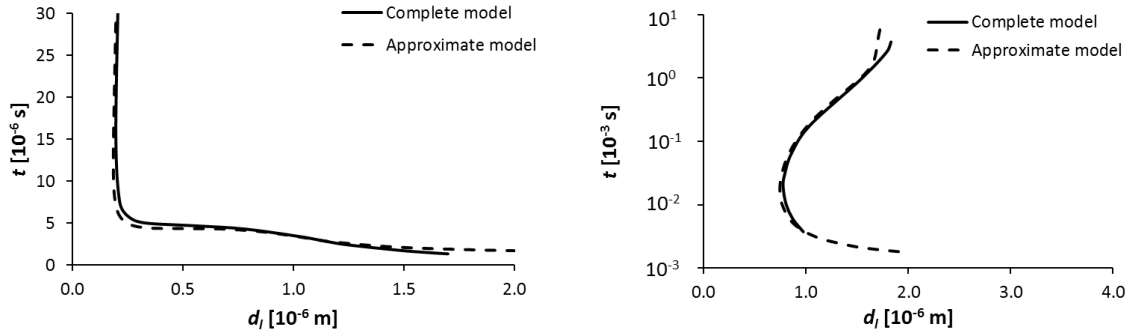 30
25
20
15
10
5
0
t [10⁻⁶ s]
0.0 0.5 1.0 1.5 2.0
d_l [10⁻⁶ m]
Complete model
Approximate model
10¹
10⁰
10⁻¹
10⁻²
10⁻³
t [10⁻³ s]
0.0 1.0 2.0 3.0 4.0
d_l [10⁻⁶ m]
Complete model
Approximate model